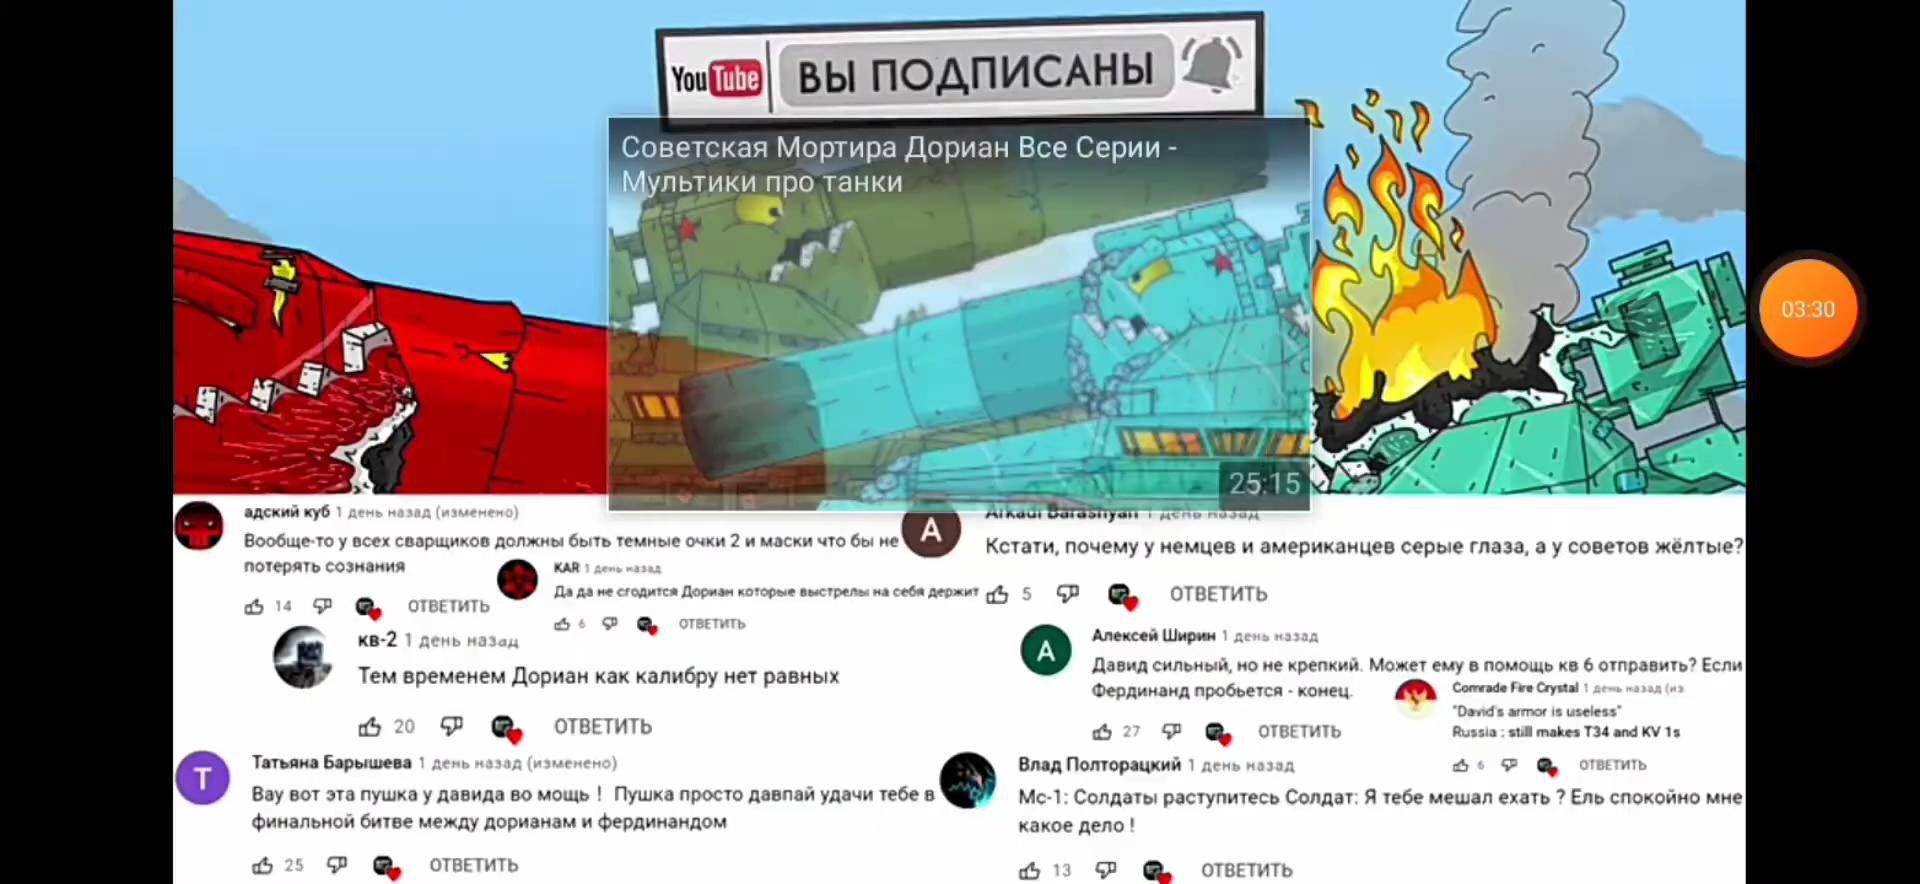 YouTube ВЫ ПОДПИСАНЫ
Советская Мортира Дориан Все Серии -
Мультики про танки
25:15
03:30
адский куб 1 день назад (изменено)
Вообще-то у всех сварщиков должны быть темные очки 2 и маски что бы не
потерять сознания
14 ОТВЕТИТЬ
KAR 1 день назад
Да да не сгодится Дориан которые выстрелы на себя держит
6 ОТВЕТИТЬ
A
Arkadi Barashyan 1 день назад
Кстати, почему у немцев и американцев серые глаза, а у советов жёлтые?
5 ОТВЕТИТЬ
кв-2 1 день назад
Тем временем Дориан как калибру нет равных
20 ОТВЕТИТЬ
A
Алексей Ширин 1 день назад
Давид сильный, но не крепкий. Может ему в помощь кв 6 отправить? Если
Фердинанд пробьется - конец.
27 ОТВЕТИТЬ
Comrade Fire Crystal 1 день назад (из
"David's armor is useless"
Russia : still makes T34 and KV 1s
6 ОТВЕТИТЬ
T
Татьяна Барышева 1 день назад (изменено)
Вау вот эта пушка у давида во мощь ! Пушка просто давпай удачи тебе в
финальной битве между дорианам и фердинандом
25 ОТВЕТИТЬ
Влад Полторацкий 1 день назад
Мс-1: Солдаты раступитесь Солдат: Я тебе мешал ехать ? Ель спокойно мне
какое дело !
13 ОТВЕТИТЬ